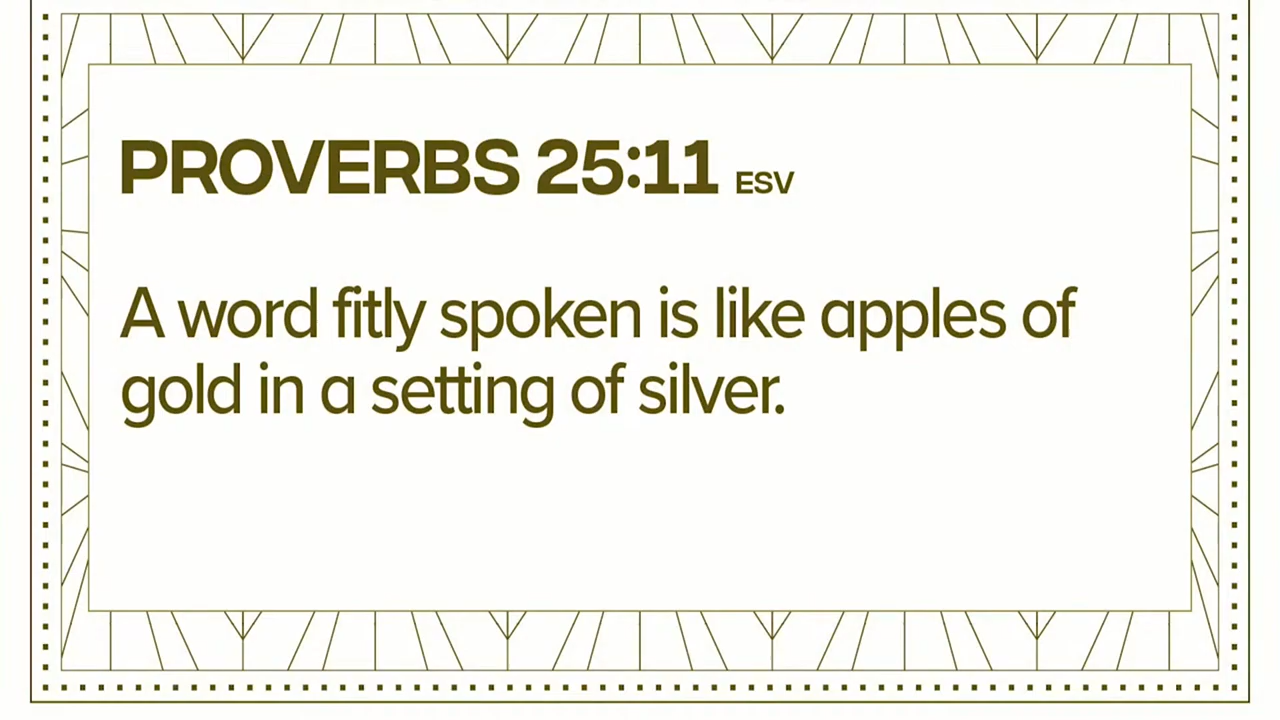 PROVERBS 25:11 ESV
A word fitly spoken is like apples of
gold in a setting of silver.